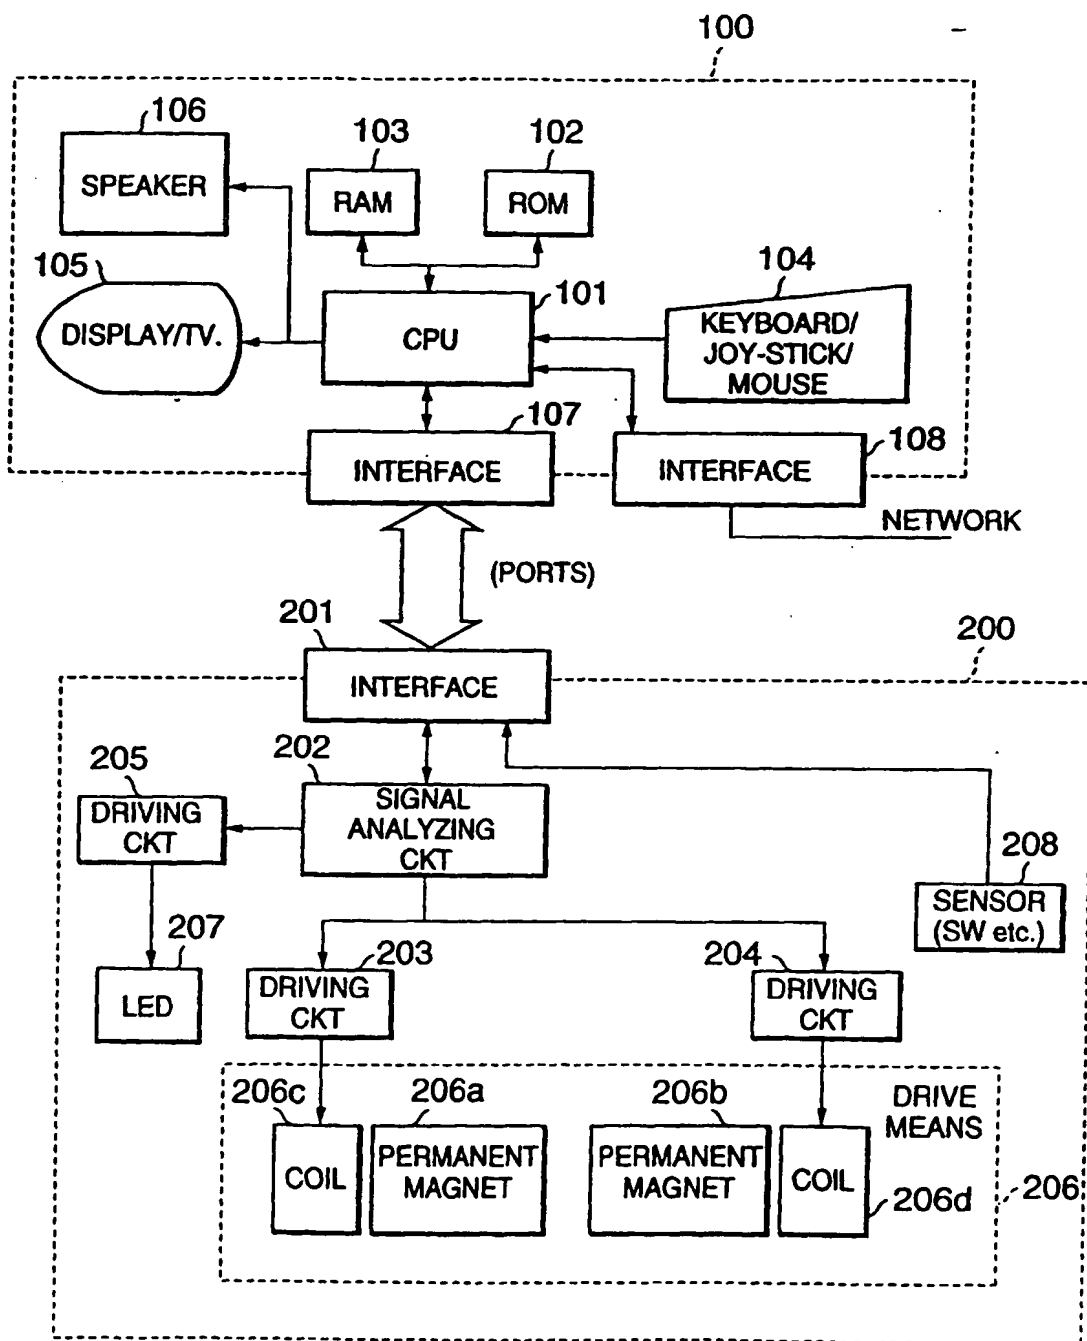 100
106
103
102
SPEAKER
RAM
ROM
105
101
104
DISPLAY/TV.
CPU
KEYBOARD/
JOY-STICK/
MOUSE
107
108
INTERFACE
INTERFACE
NETWORK
(PORTS)
201
200
INTERFACE
202
205
DRIVING
CKT
SIGNAL
ANALYZING
CKT
208
SENSOR
(SW etc.)
207
203
204
LED
DRIVING
CKT
DRIVING
CKT
206c
206a
206b
DRIVE
MEANS
COIL
PERMANENT
MAGNET
PERMANENT
MAGNET
COIL
206d
206